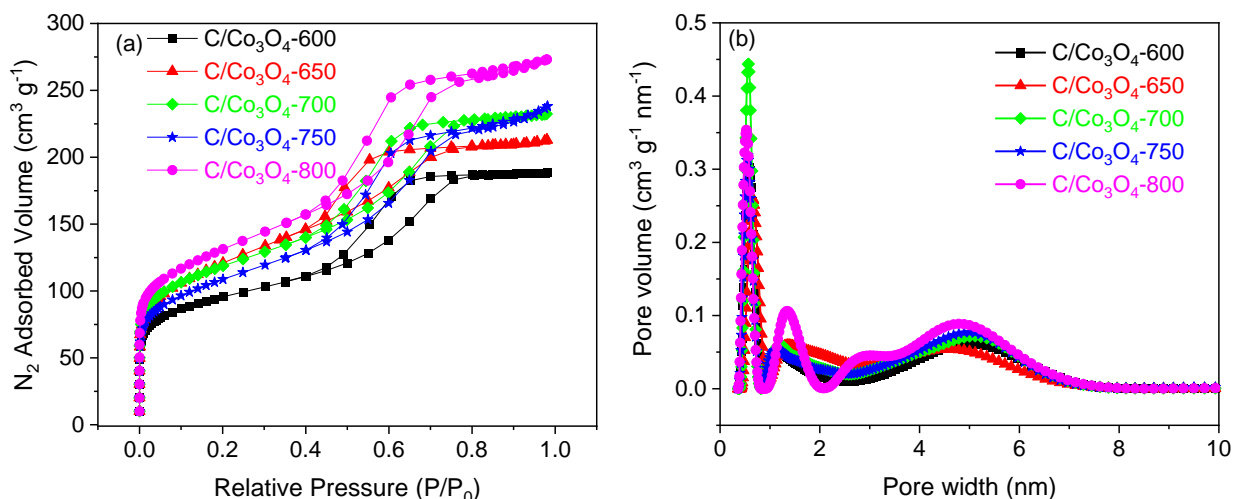 (a)
C/Co₃O₄-600
C/Co₃O₄-650
C/Co₃O₄-700
C/Co₃O₄-750
C/Co₃O₄-800
N₂ Adsorbed Volume (cm³ g⁻¹)
300
250
200
150
100
50
0
0.0 0.2 0.4 0.6 0.8 1.0
Relative Pressure (P/P₀)
(b)
C/Co₃O₄-600
C/Co₃O₄-650
C/Co₃O₄-700
C/Co₃O₄-750
C/Co₃O₄-800
Pore volume (cm³ g⁻¹ nm⁻¹)
0.5
0.4
0.3
0.2
0.1
0.0
0 2 4 6 8 10
Pore width (nm)